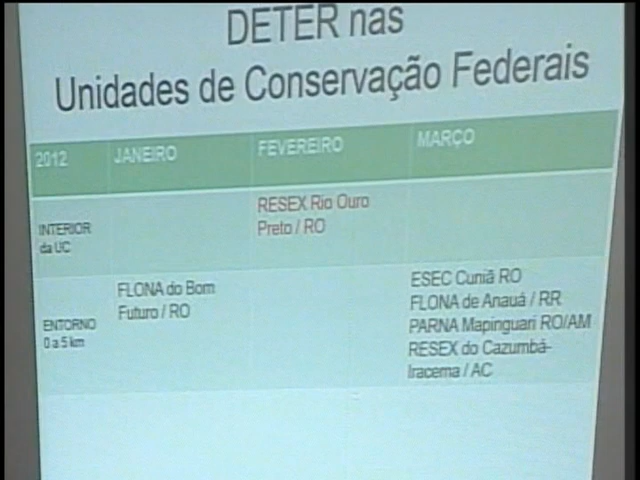 DETER nas
Unidades de Conservação Federais
2012 JANEIRO FEVEREIRO MARÇO
INTERIOR
da UC
RESEX Rio Ouro
Preto / RO
ENTORNO
0 a 5 km
FLONA do Bom
Futuro / RO
ESEC Cuniã RO
FLONA de Anauá / RR
PARNA Mapinguari RO/AM
RESEX do Cazumbá-
Iracema / AC